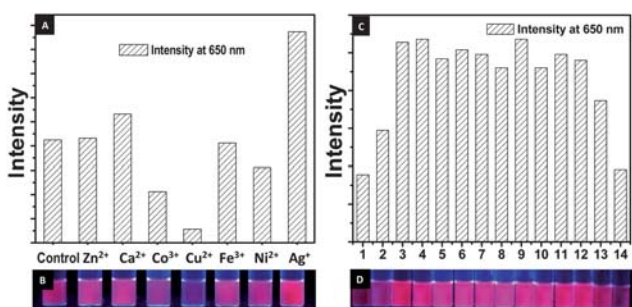 A
Intensity at 650 nm
Intensity
Control Zn²⁺ Ca²⁺ Co³⁺ Cu²⁺ Fe³⁺ Ni²⁺ Ag⁺
B
C
Intensity at 650 nm
Intensity
1 2 3 4 5 6 7 8 9 10 11 12 13 14
D